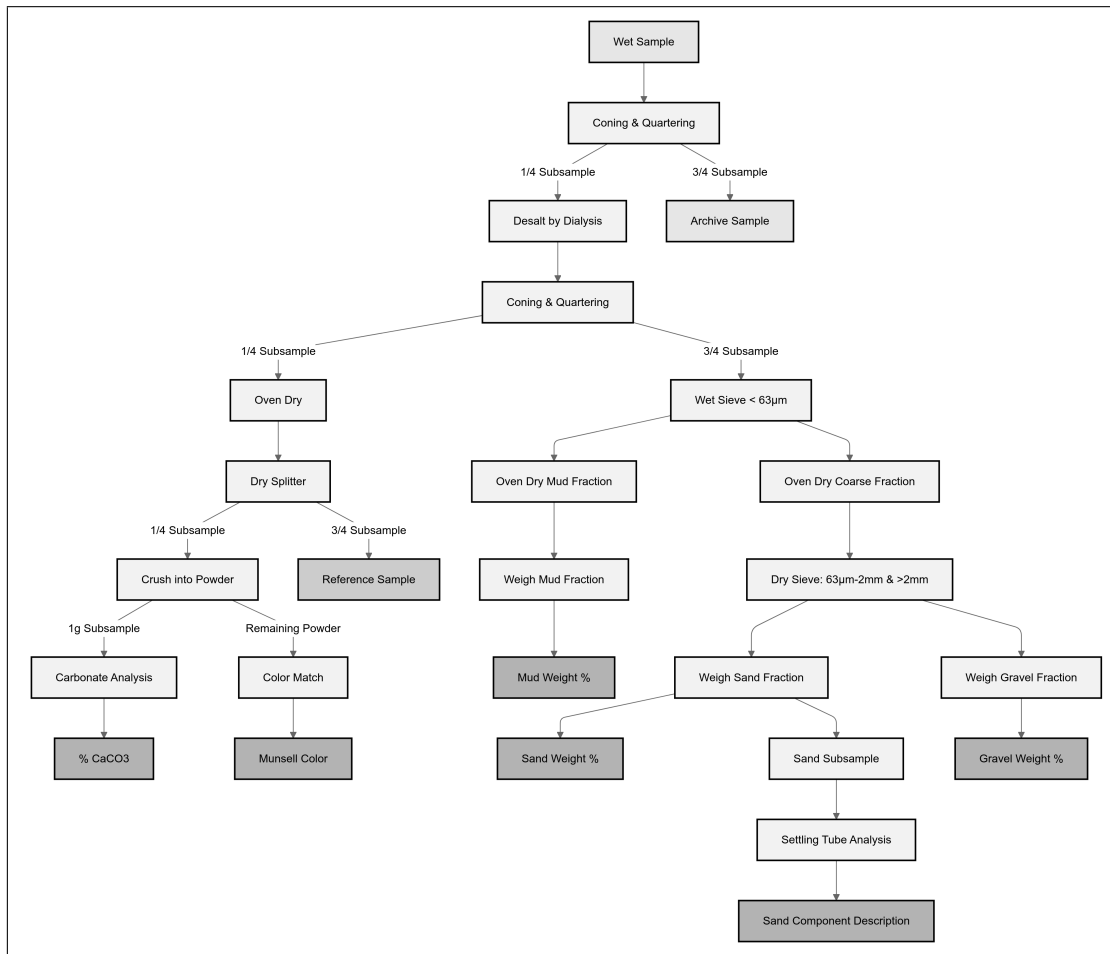 Wet Sample
Coning & Quartering
1/4 Subsample
3/4 Subsample
Desalt by Dialysis
Archive Sample
Coning & Quartering
1/4 Subsample
3/4 Subsample
Oven Dry
Wet Sieve < 63µm
Dry Splitter
Oven Dry Mud Fraction
Oven Dry Coarse Fraction
1/4 Subsample
3/4 Subsample
Crush into Powder
Reference Sample
Weigh Mud Fraction
Dry Sieve: 63µm-2mm & >2mm
1g Subsample
Remaining Powder
Carbonate Analysis
Color Match
Mud Weight %
Weigh Sand Fraction
Weigh Gravel Fraction
% CaCO3
Munsell Color
Sand Weight %
Sand Subsample
Gravel Weight %
Settling Tube Analysis
Sand Component Description